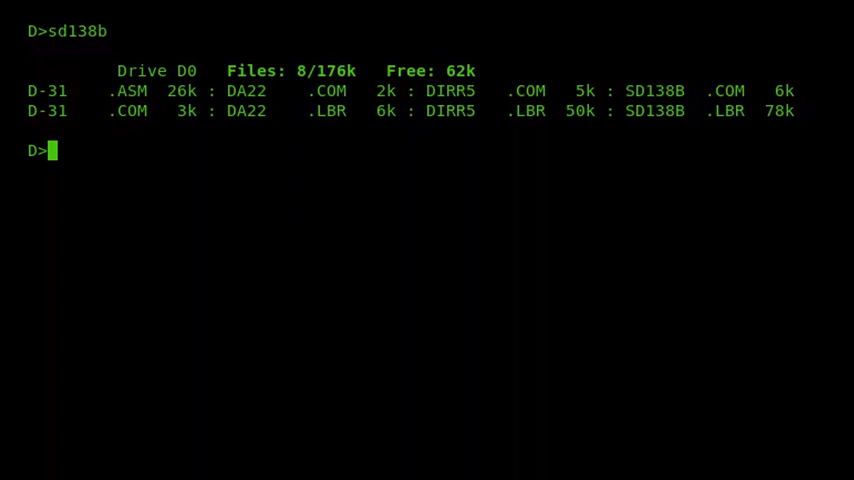 D>sd138b
Drive D0   Files: 8/176k   Free: 62k
D-31    .ASM  26k : DA22    .COM   2k : DIRR5   .COM   5k : SD138B  .COM   6k
D-31    .COM   3k : DA22    .LBR   6k : DIRR5   .LBR  50k : SD138B  .LBR  78k
D>